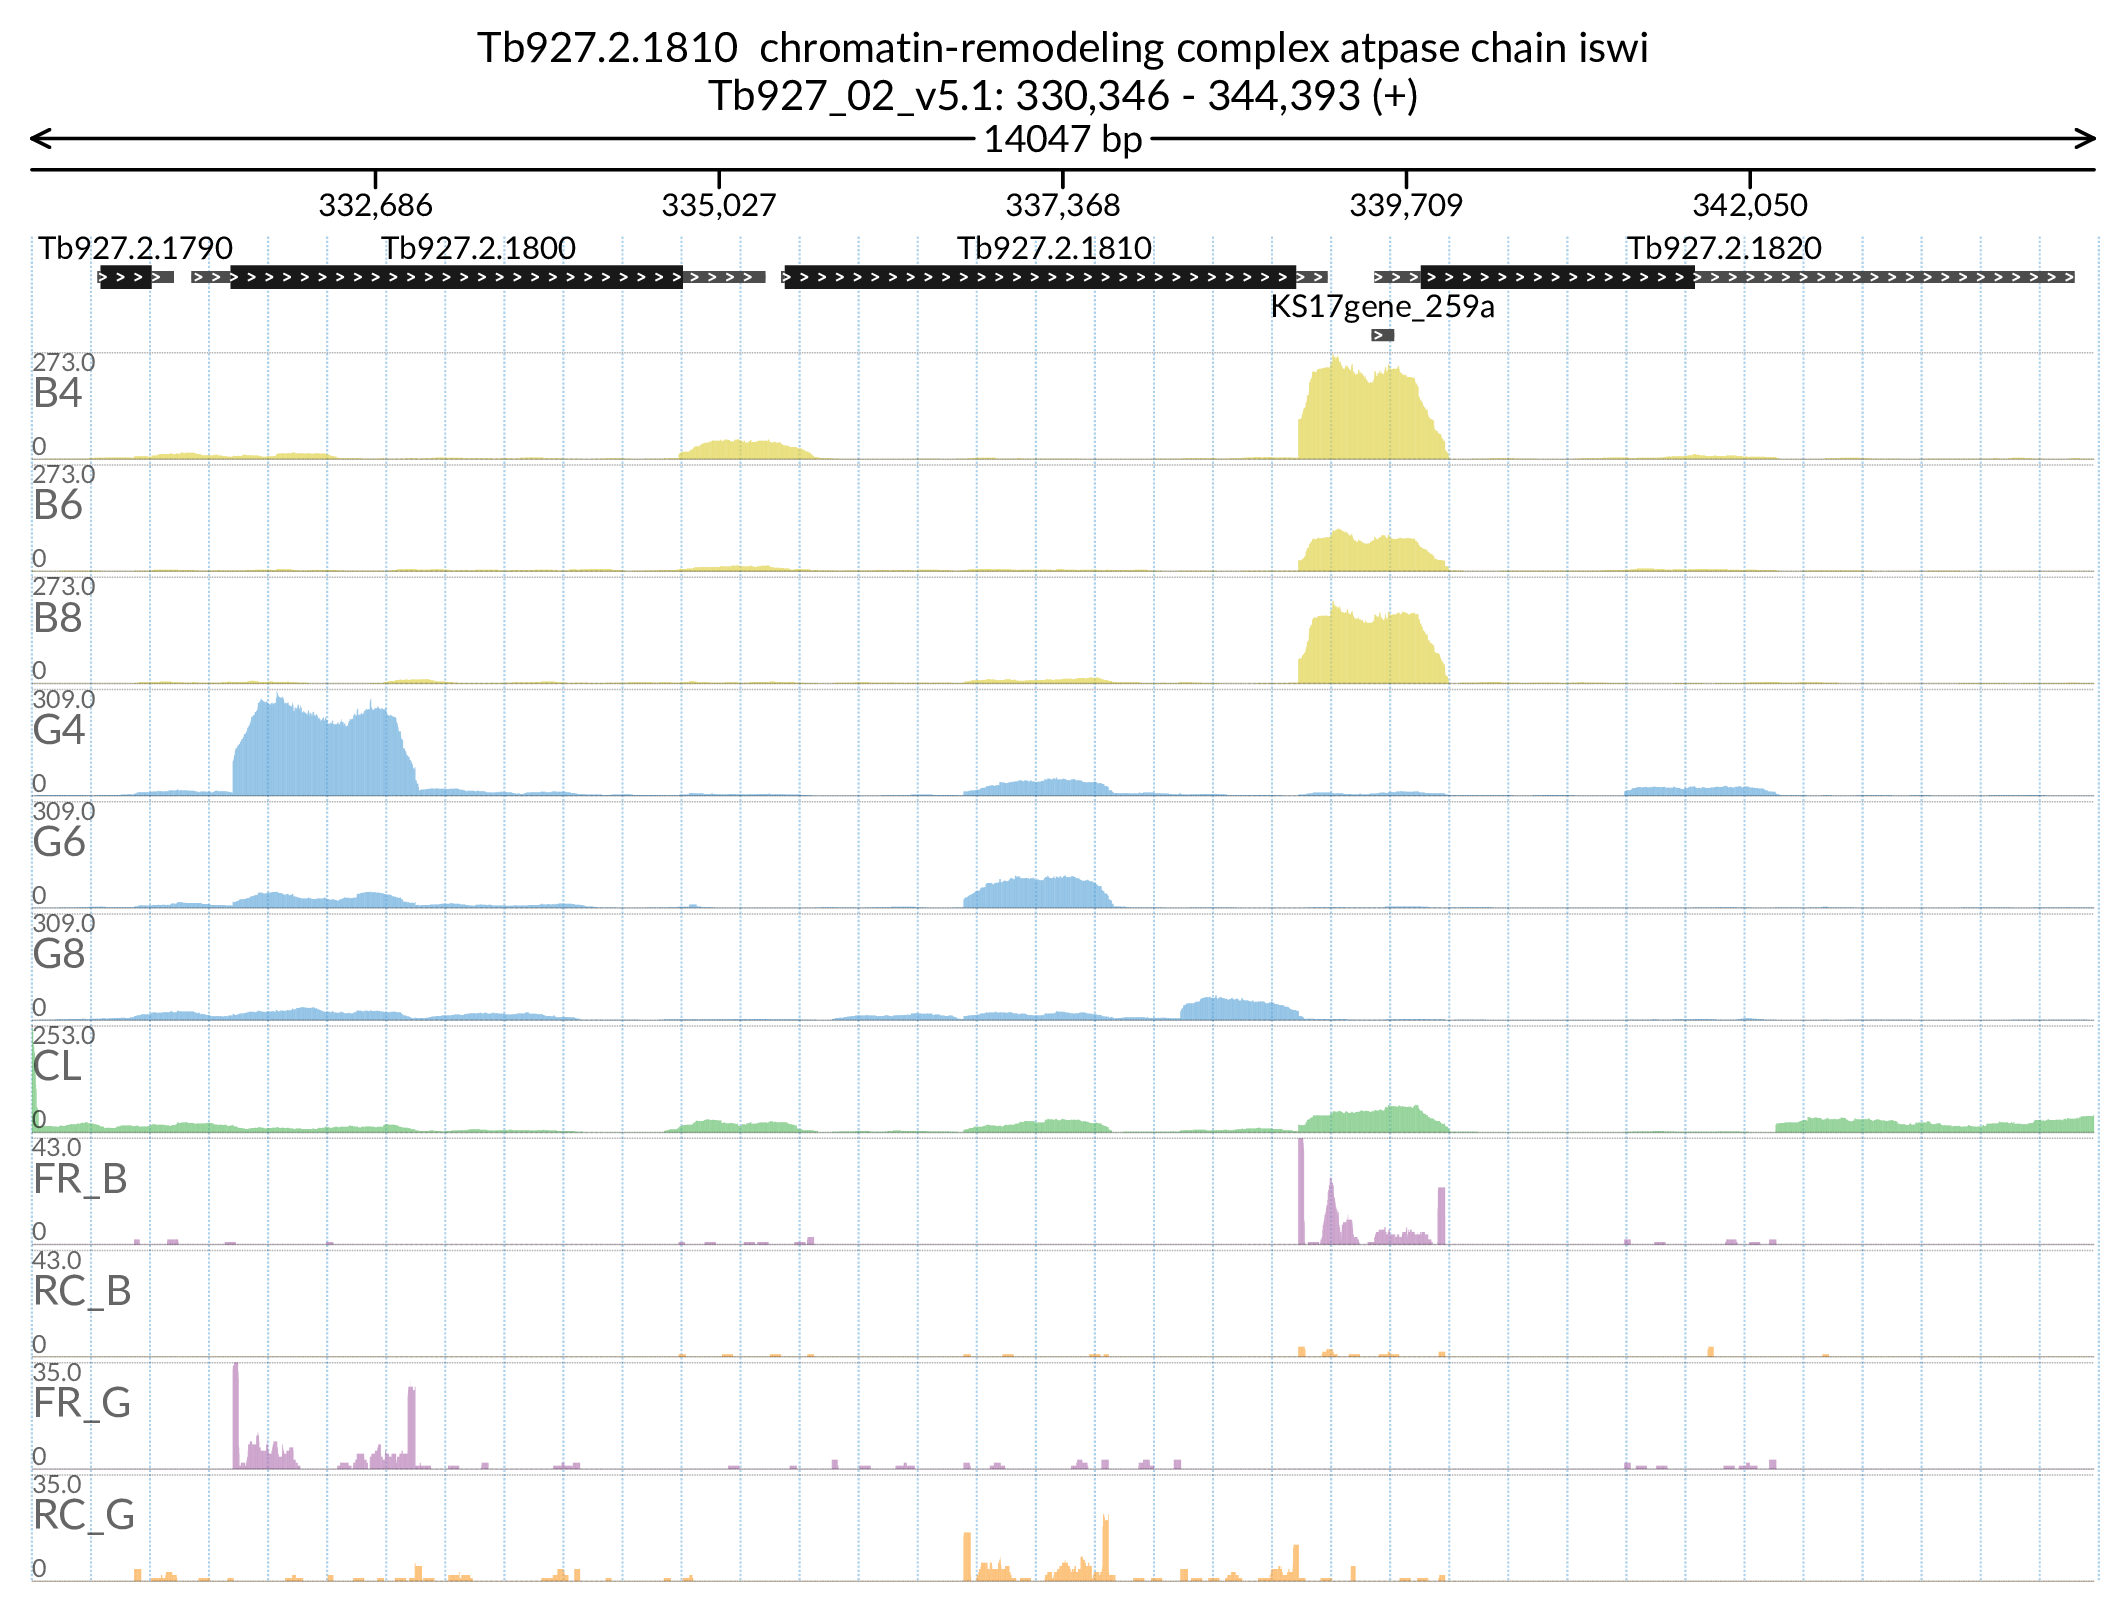 Tb927.2.1810  chromatin-remodeling complex atpase chain iswi
Tb927_02_v5.1: 330,346 - 344,393 (+)
14047 bp
332,686 335,027 337,368 339,709 342,050
Tb927.2.1790 Tb927.2.1800 Tb927.2.1810 Tb927.2.1820
KS17gene_259a
273.0
B4
0
273.0
B6
0
273.0
B8
0
309.0
G4
0
309.0
G6
0
309.0
G8
0
253.0
CL
0
43.0
FR_B
0
43.0
RC_B
0
35.0
FR_G
0
35.0
RC_G
0